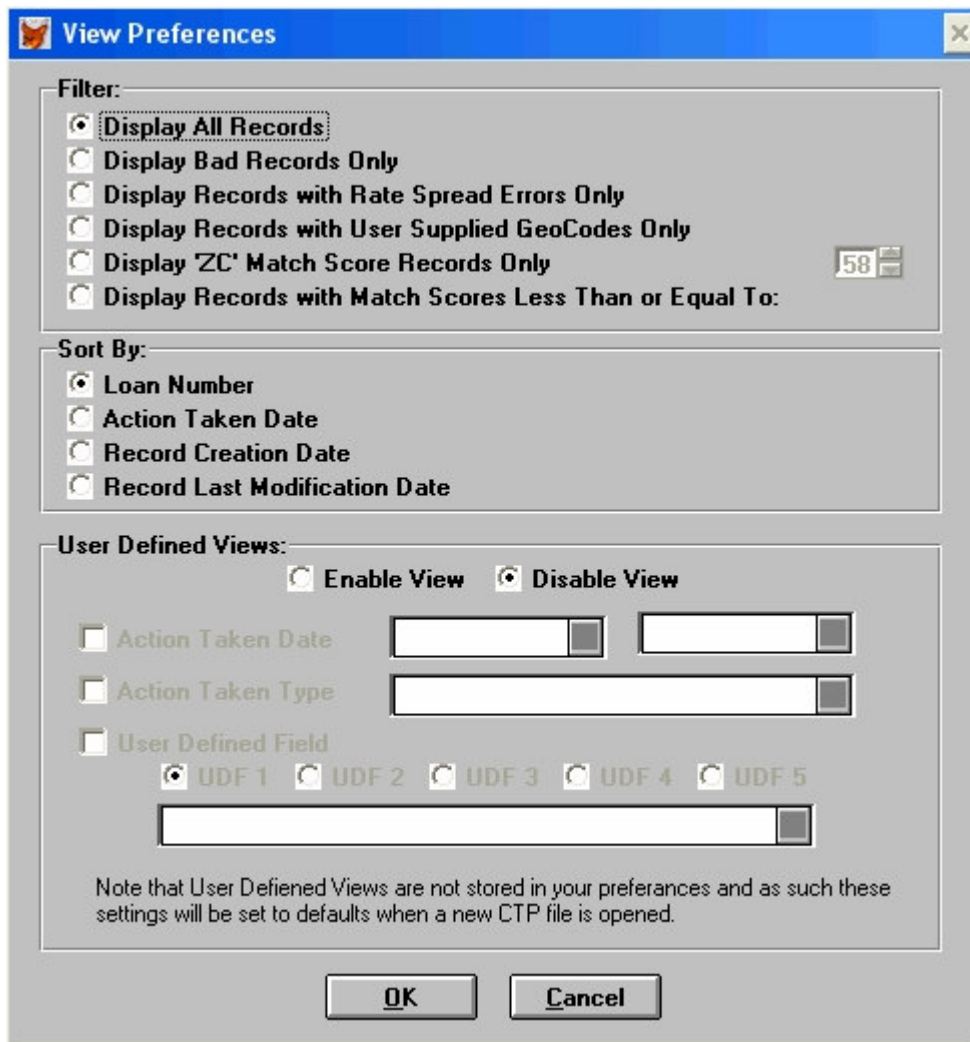 View Preferences
Filter:
Display All Records
Display Bad Records Only
Display Records with Rate Spread Errors Only
Display Records with User Supplied GeoCodes Only
Display 'ZC' Match Score Records Only
58
Display Records with Match Scores Less Than or Equal To:
Sort By:
Loan Number
Action Taken Date
Record Creation Date
Record Last Modification Date
User Defined Views:
Enable View Disable View
Action Taken Date
Action Taken Type
User Defined Field
UDF 1 UDF 2 UDF 3 UDF 4 UDF 5
Note that User Defiened Views are not stored in your preferances and as such these
settings will be set to defaults when a new CTP file is opened.
OK Cancel